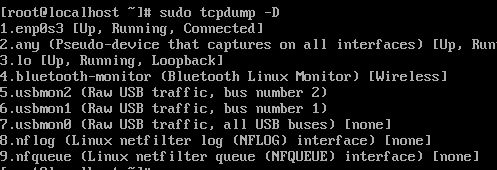 [root@localhost ~]# sudo tcpdump -D
1.enp0s3 [Up, Running, Connected]
2.any (Pseudo-device that captures on all interfaces) [Up, Run
3.lo [Up, Running, Loopback]
4.bluetooth-monitor (Bluetooth Linux Monitor) [Wireless]
5.usbmon2 (Raw USB traffic, bus number 2)
6.usbmon1 (Raw USB traffic, bus number 1)
7.usbmon0 (Raw USB traffic, all USB buses) [none]
8.nflog (Linux netfilter log (NFLOG) interface) [none]
9.nfqueue (Linux netfilter queue (NFQUEUE) interface) [none]
[root@localhost ~]#